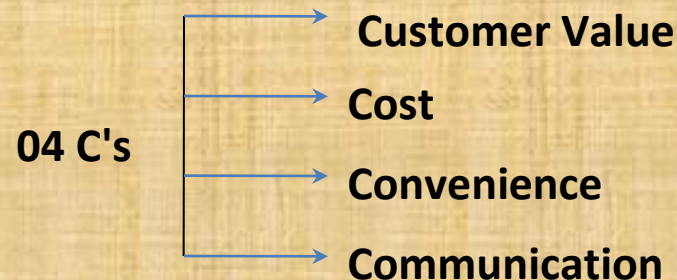 Customer Value
Cost
04 C's
Convenience
Communication